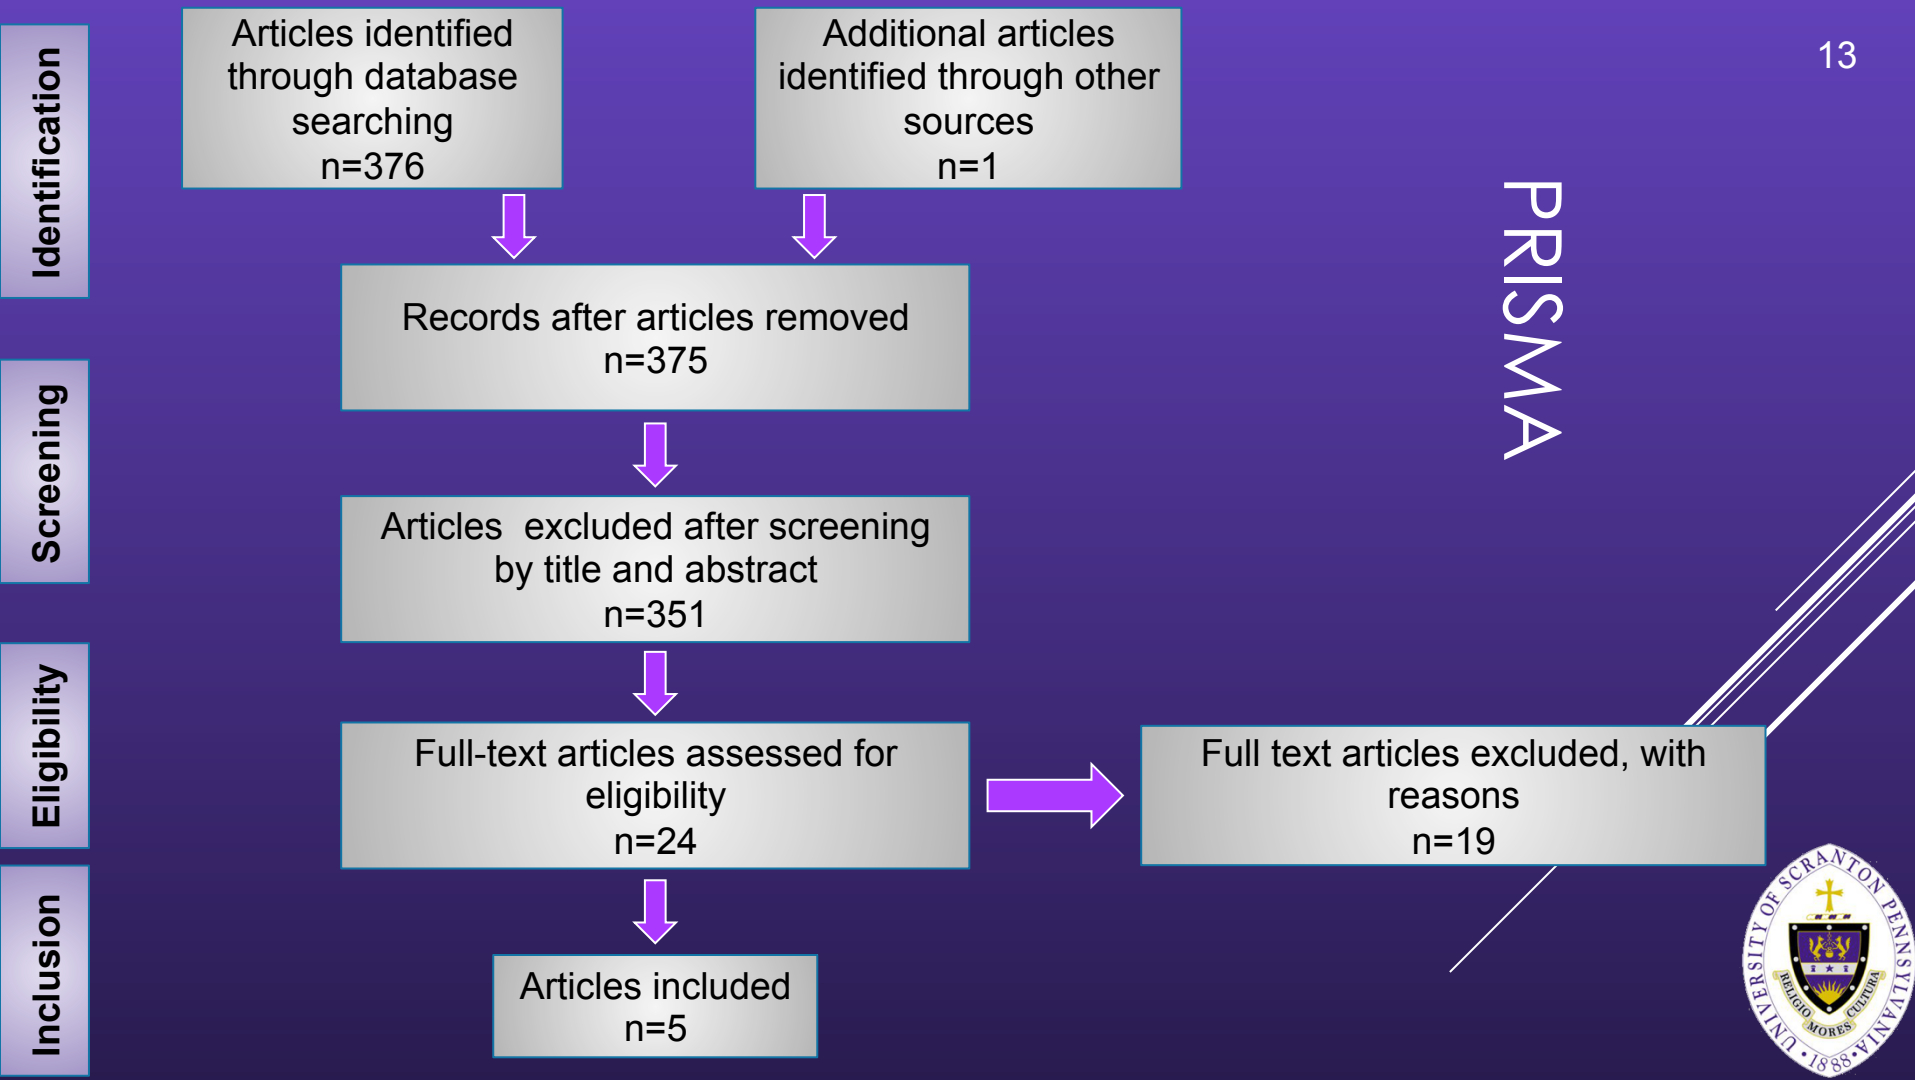 13
PRISMA
Identification
Articles identified
through database
searching
n=376
Additional articles
identified through other
sources
n=1
Records after articles removed
n=375
Screening
Articles  excluded after screening
by title and abstract
n=351
Eligibility
Full-text articles assessed for
eligibility
n=24
Full text articles excluded, with
reasons
n=19
Inclusion
Articles included
n=5
UNIVERSITY OF SCRANTON PENNSYLVANIA
RELIGIO MORES CULTURA
·1888·